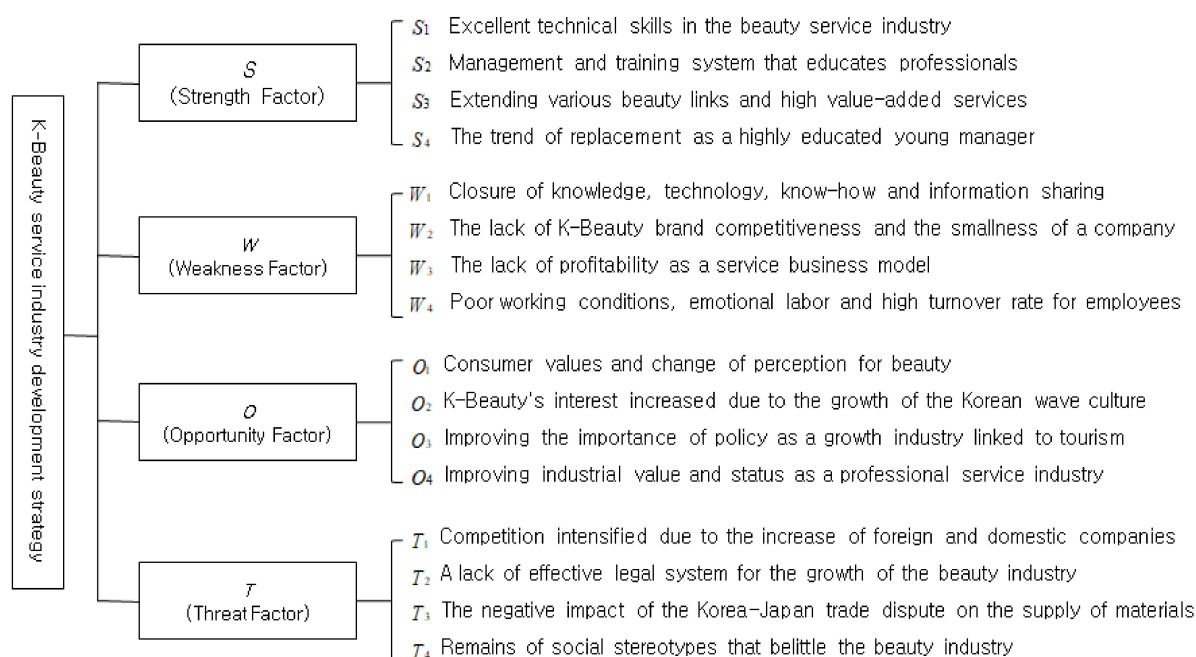 K-Beauty service industry development strategy
S
(Strength Factor)
S1 Excellent technical skills in the beauty service industry
S2 Management and training system that educates professionals
S3 Extending various beauty links and high value-added services
S4 The trend of replacement as a highly educated young manager
W
(Weakness Factor)
W1 Closure of knowledge, technology, know-how and information sharing
W2 The lack of K-Beauty brand competitiveness and the smallness of a company
W3 The lack of profitability as a service business model
W4 Poor working conditions, emotional labor and high turnover rate for employees
O
(Opportunity Factor)
O1 Consumer values and change of perception for beauty
O2 K-Beauty's interest increased due to the growth of the Korean wave culture
O3 Improving the importance of policy as a growth industry linked to tourism
O4 Improving industrial value and status as a professional service industry
T
(Threat Factor)
T1 Competition intensified due to the increase of foreign and domestic companies
T2 A lack of effective legal system for the growth of the beauty industry
T3 The negative impact of the Korea-Japan trade dispute on the supply of materials
T4 Remains of social stereotypes that belittle the beauty industry